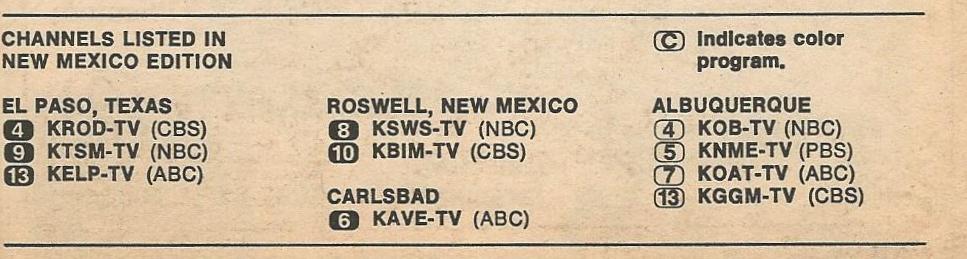 CHANNELS LISTED IN
NEW MEXICO EDITION
Ⓒ Indicates color
program.
EL PASO, TEXAS
4 KROD-TV (CBS)
9 KTSM-TV (NBC)
13 KELP-TV (ABC)
ROSWELL, NEW MEXICO
8 KSWS-TV (NBC)
10 KBIM-TV (CBS)
CARLSBAD
6 KAVE-TV (ABC)
ALBUQUERQUE
4 KOB-TV (NBC)
5 KNME-TV (PBS)
7 KOAT-TV (ABC)
13 KGGM-TV (CBS)